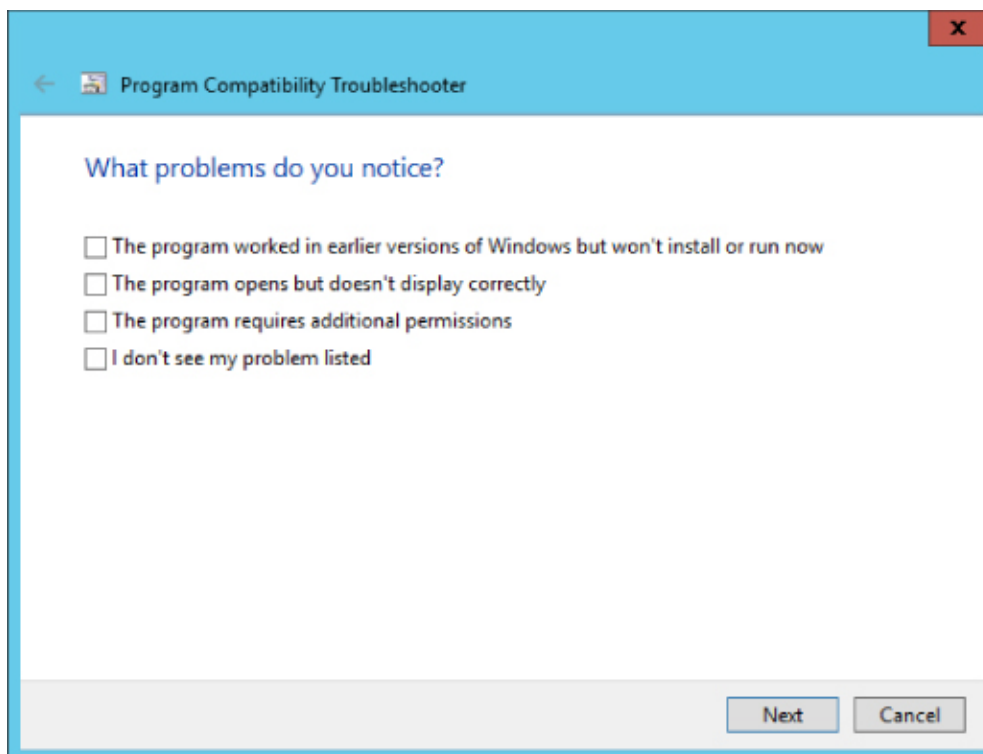 x
Program Compatibility Troubleshooter
What problems do you notice?
The program worked in earlier versions of Windows but won't install or run now
The program opens but doesn't display correctly
The program requires additional permissions
I don't see my problem listed
Next Cancel